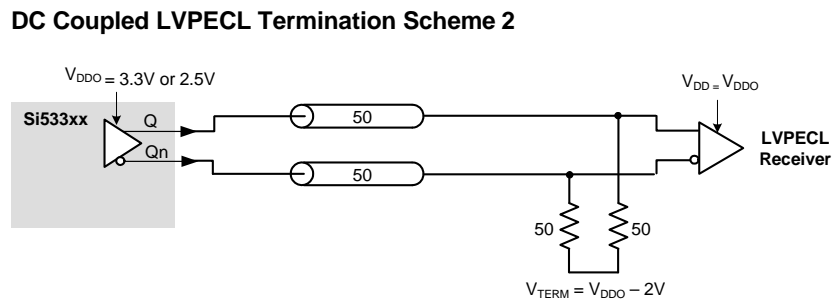 DC Coupled LVPECL Termination Scheme 2
VDDO = 3.3V or 2.5V
VDD = VDDO
Si533xx
Q
50
LVPECL
Receiver
Qn
50
50
50
VTERM = VDDO – 2V